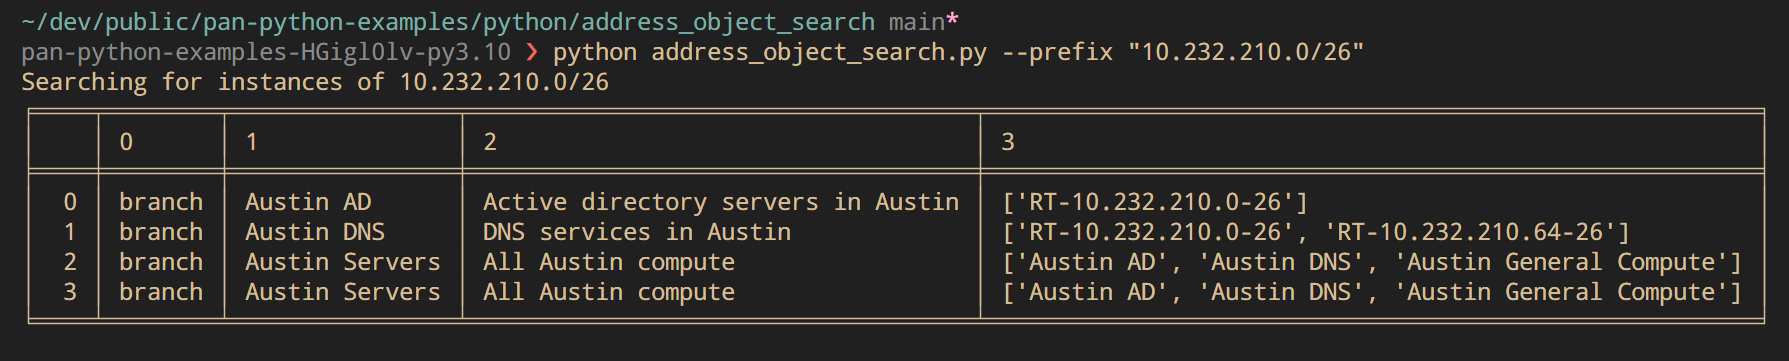 ~/dev/public/pan-python-examples/python/address_object_search main*
pan-python-examples-HGiglOlv-py3.10 ❯ python address_object_search.py --prefix "10.232.210.0/26"
Searching for instances of 10.232.210.0/26
0 1 2 3
0 branch Austin AD Active directory servers in Austin ['RT-10.232.210.0-26']
1 branch Austin DNS DNS services in Austin ['RT-10.232.210.0-26', 'RT-10.232.210.64-26']
2 branch Austin Servers All Austin compute ['Austin AD', 'Austin DNS', 'Austin General Compute']
3 branch Austin Servers All Austin compute ['Austin AD', 'Austin DNS', 'Austin General Compute']